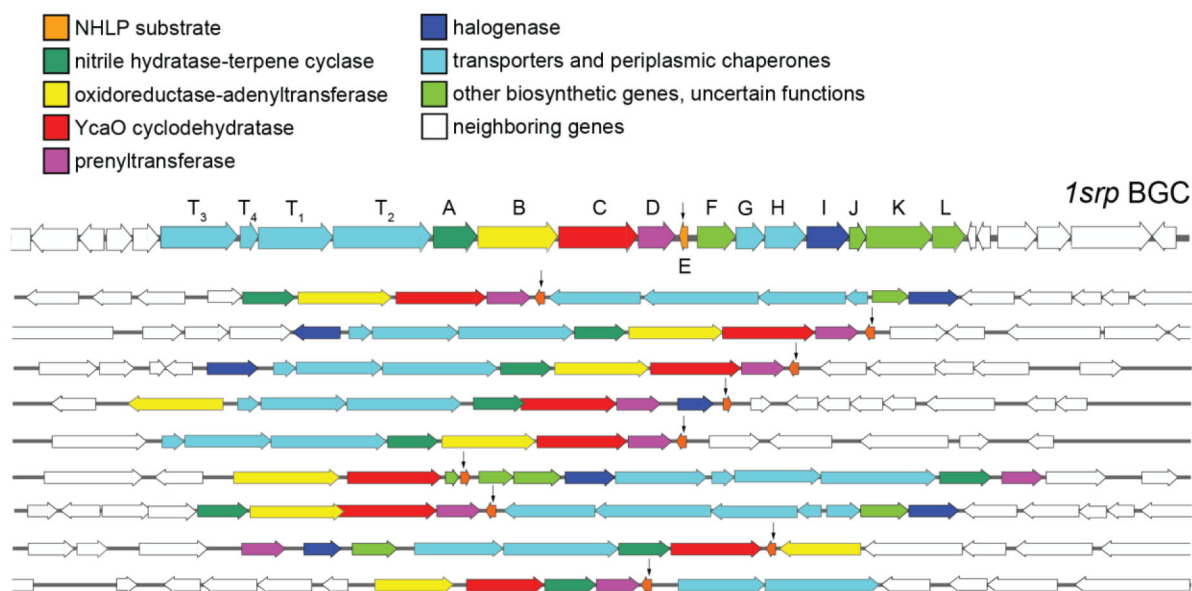 NHLP substrate
nitrile hydratase-terpene cyclase
oxidoreductase-adenyltransferase
YcaO cyclodehydratase
prenyltransferase
halogenase
transporters and periplasmic chaperones
other biosynthetic genes, uncertain functions
neighboring genes
1srp BGC
T3 T4 T1 T2 A B C D F G H I J K L
E